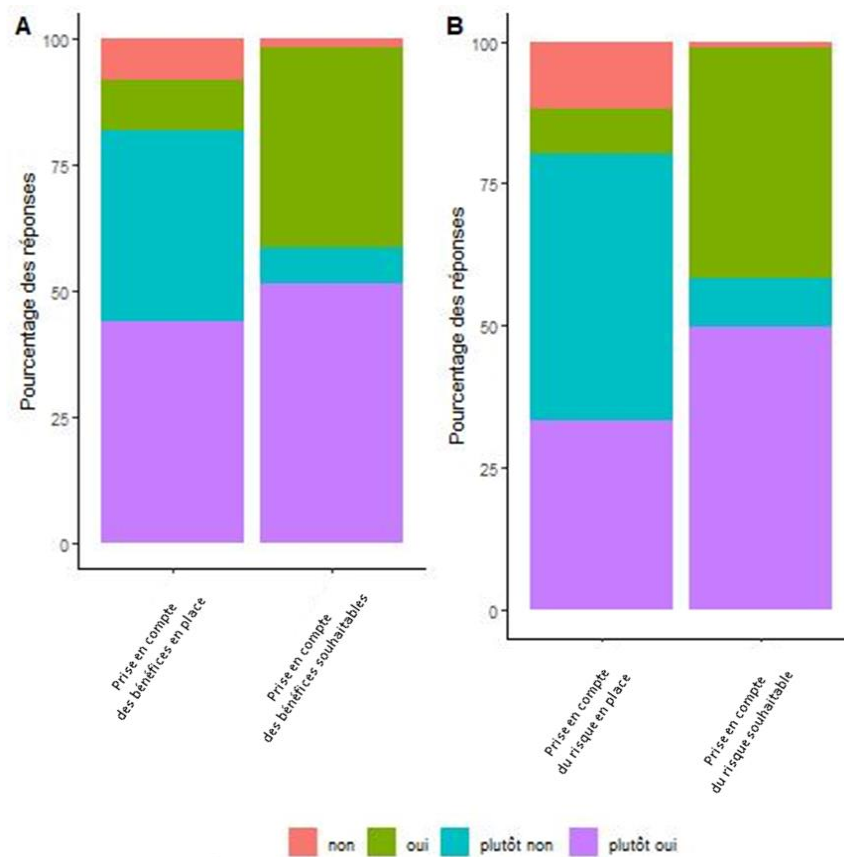 A
Pourcentage des réponses
100
75
50
25
0
Prise en compte
des bénéfices en place
Prise en compte
des bénéfices souhaitables
B
Pourcentage des réponses
100
75
50
25
0
Prise en compte
du risque en place
Prise en compte
du risque souhaitable
non oui plutôt non plutôt oui